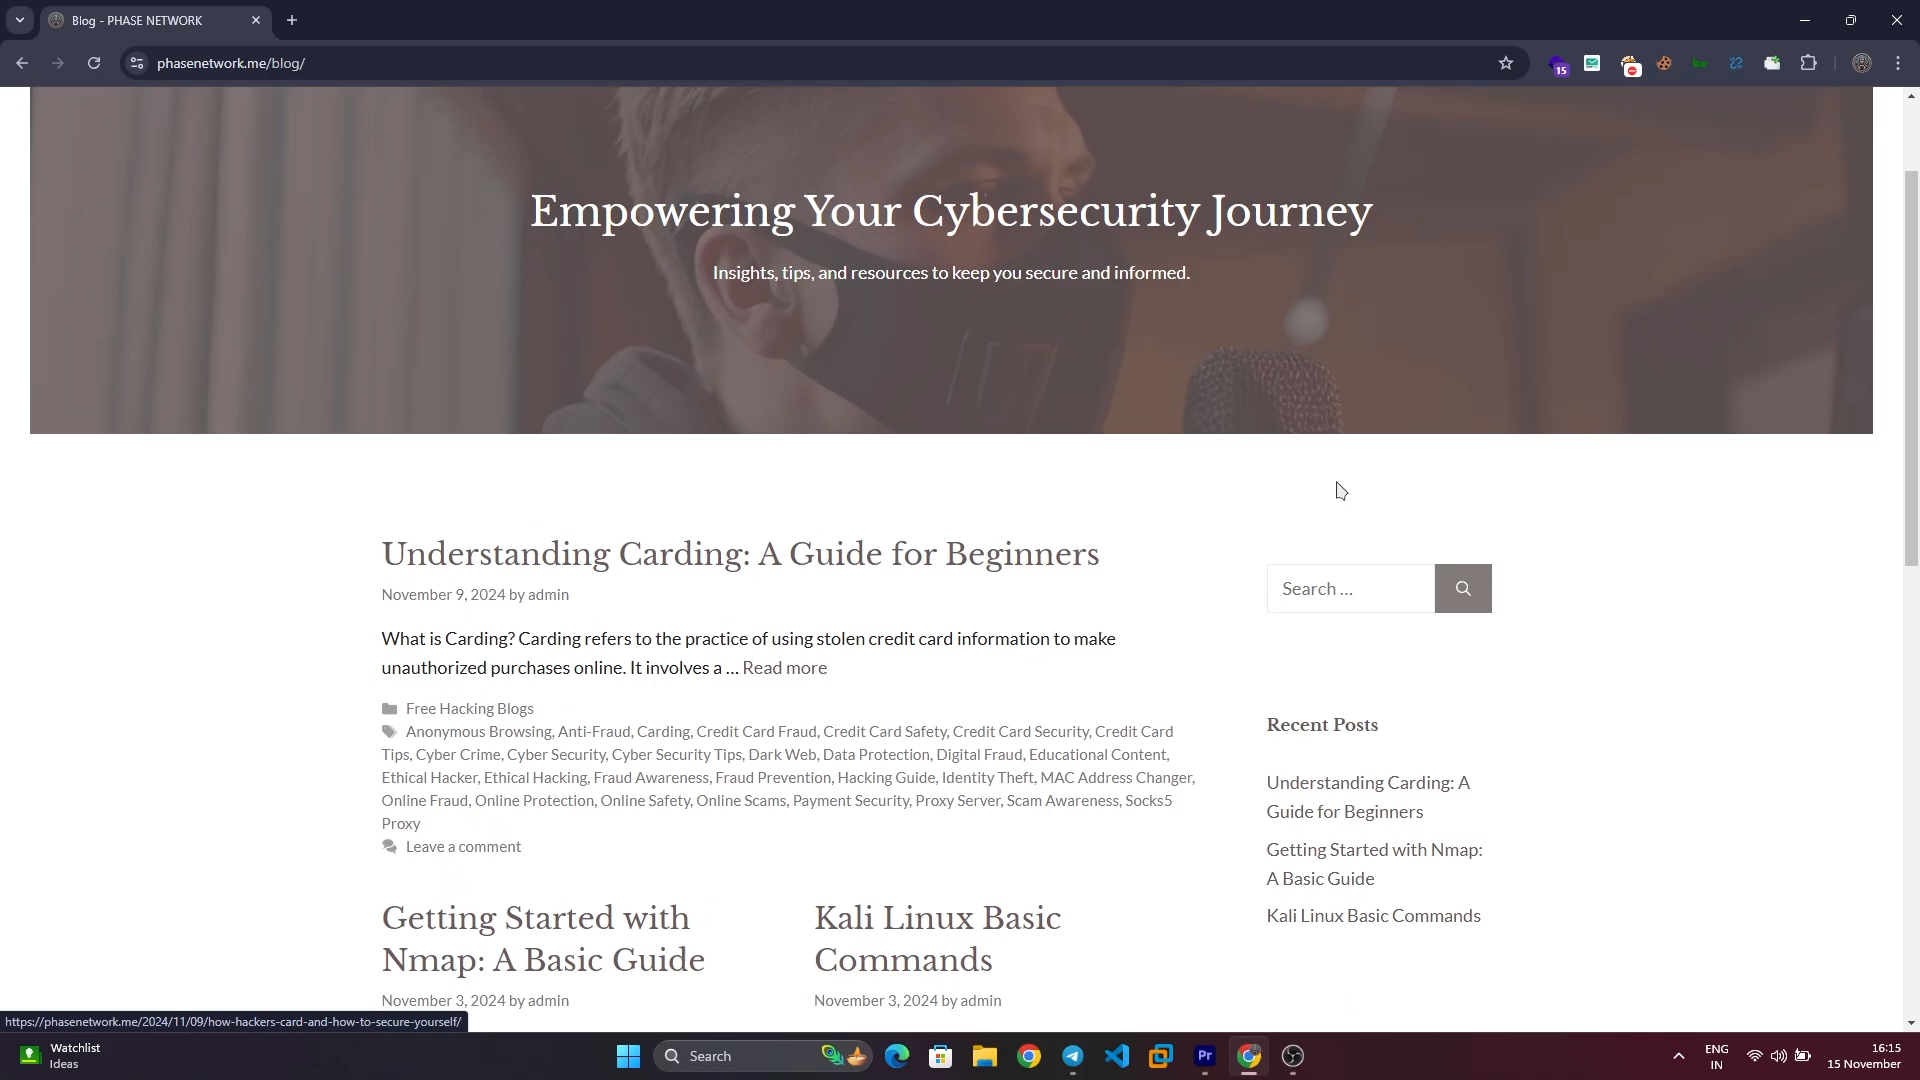 Blog - PHASE NETWORK
phasenetwork.me/blog/
15
bw
Empowering Your Cybersecurity Journey
Insights, tips, and resources to keep you secure and informed.
Understanding Carding: A Guide for Beginners
November 9, 2024 by admin
What is Carding? Carding refers to the practice of using stolen credit card information to make
unauthorized purchases online. It involves a … Read more
Free Hacking Blogs
Anonymous Browsing, Anti-Fraud, Carding, Credit Card Fraud, Credit Card Safety, Credit Card Security, Credit Card
Tips, Cyber Crime, Cyber Security, Cyber Security Tips, Dark Web, Data Protection, Digital Fraud, Educational Content,
Ethical Hacker, Ethical Hacking, Fraud Awareness, Fraud Prevention, Hacking Guide, Identity Theft, MAC Address Changer,
Online Fraud, Online Protection, Online Safety, Online Scams, Payment Security, Proxy Server, Scam Awareness, Socks5
Proxy
Leave a comment
Getting Started with
Nmap: A Basic Guide
November 3, 2024 by admin
Kali Linux Basic
Commands
November 3, 2024 by admin
Search …
Recent Posts
Understanding Carding: A
Guide for Beginners
Getting Started with Nmap:
A Basic Guide
Kali Linux Basic Commands
https://phasenetwork.me/2024/11/09/how-hackers-card-and-how-to-secure-yourself/
Watchlist
Ideas
Search
Pr
ENG
IN
16:15
15 November